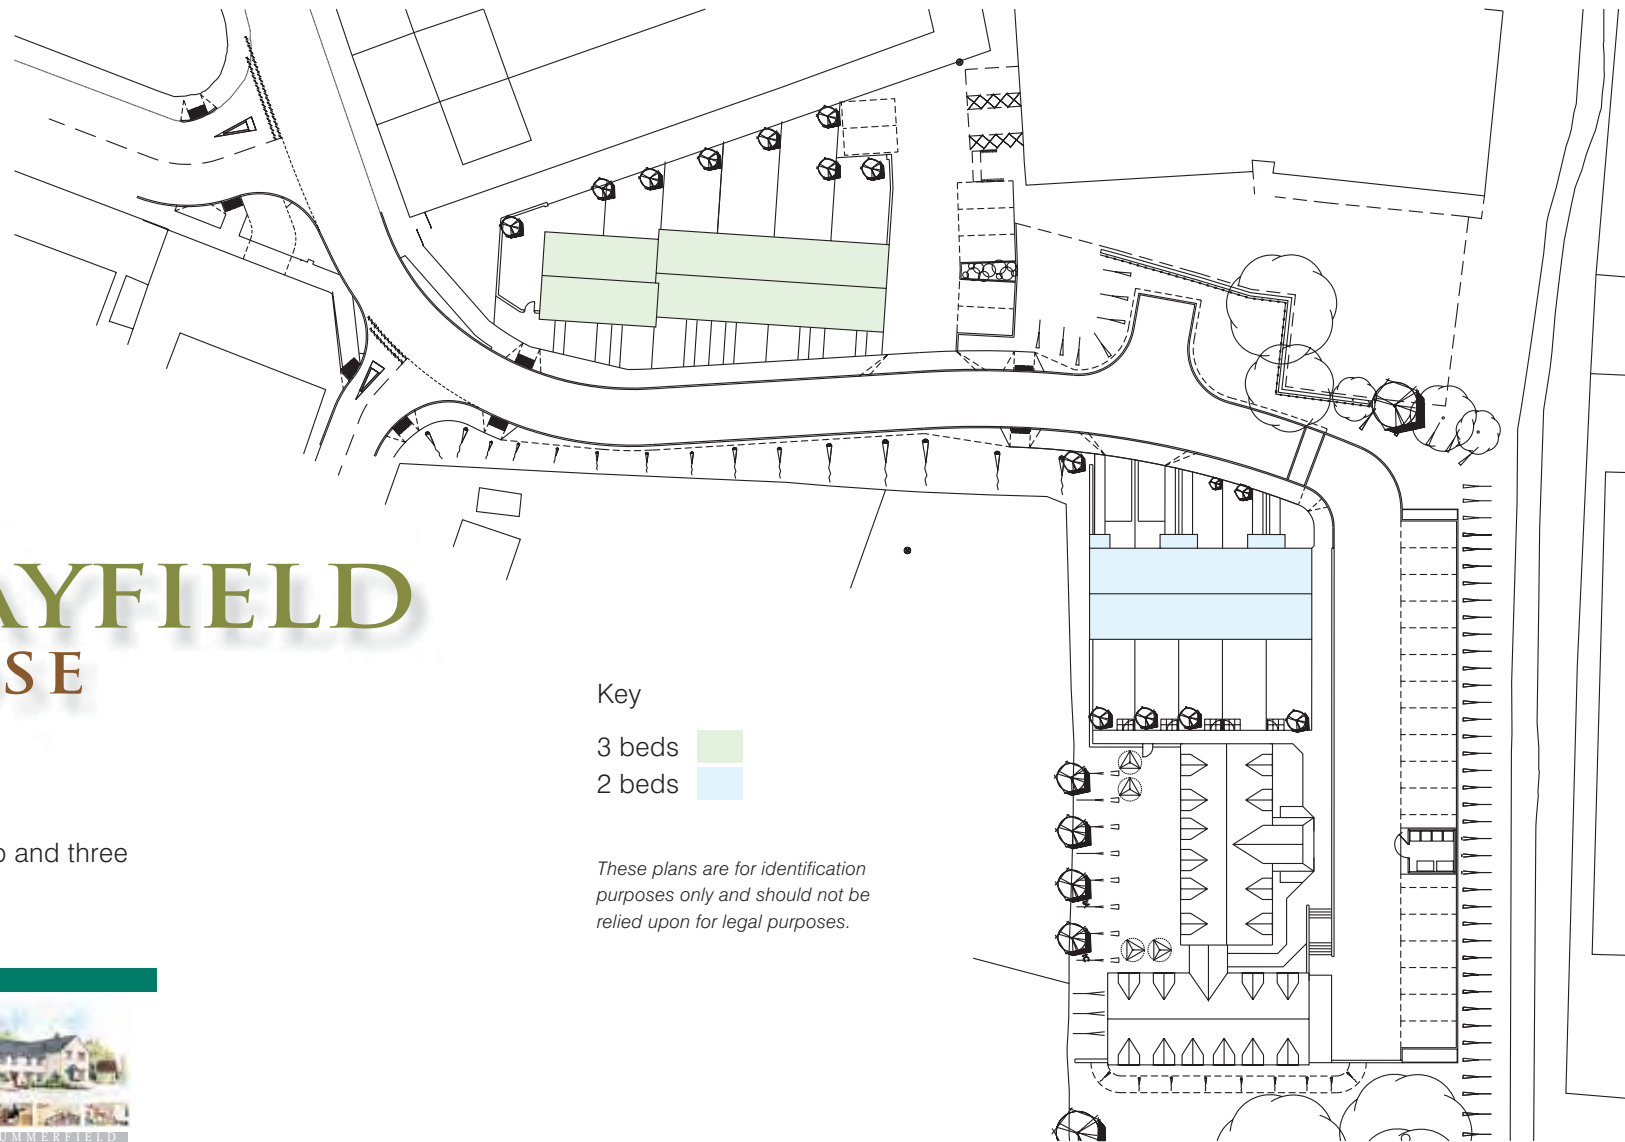 AYFIELD
SE
o and three
Key
3 beds
2 beds
These plans are for identification
purposes only and should not be
relied upon for legal purposes.
UMMERFIELD